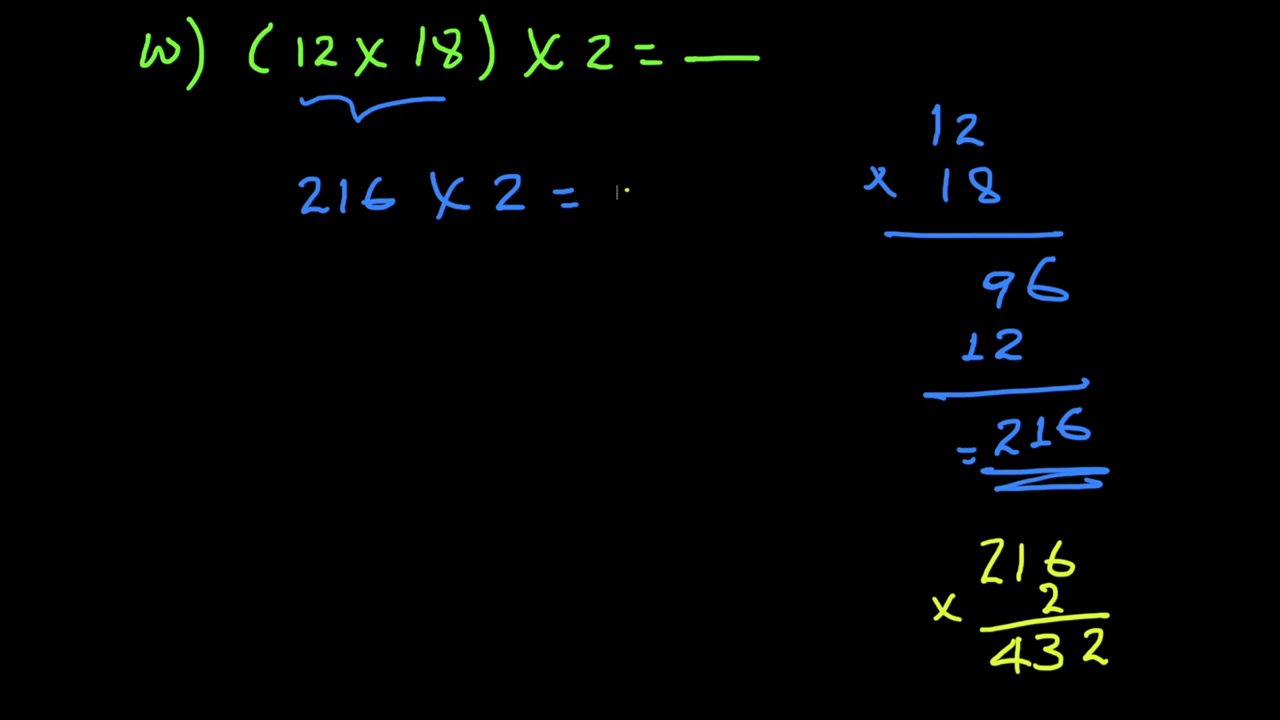 w) (12 x 18) x 2 = __
216 x 2 =
12
x 18
96
12
= 216
216
x 2
432